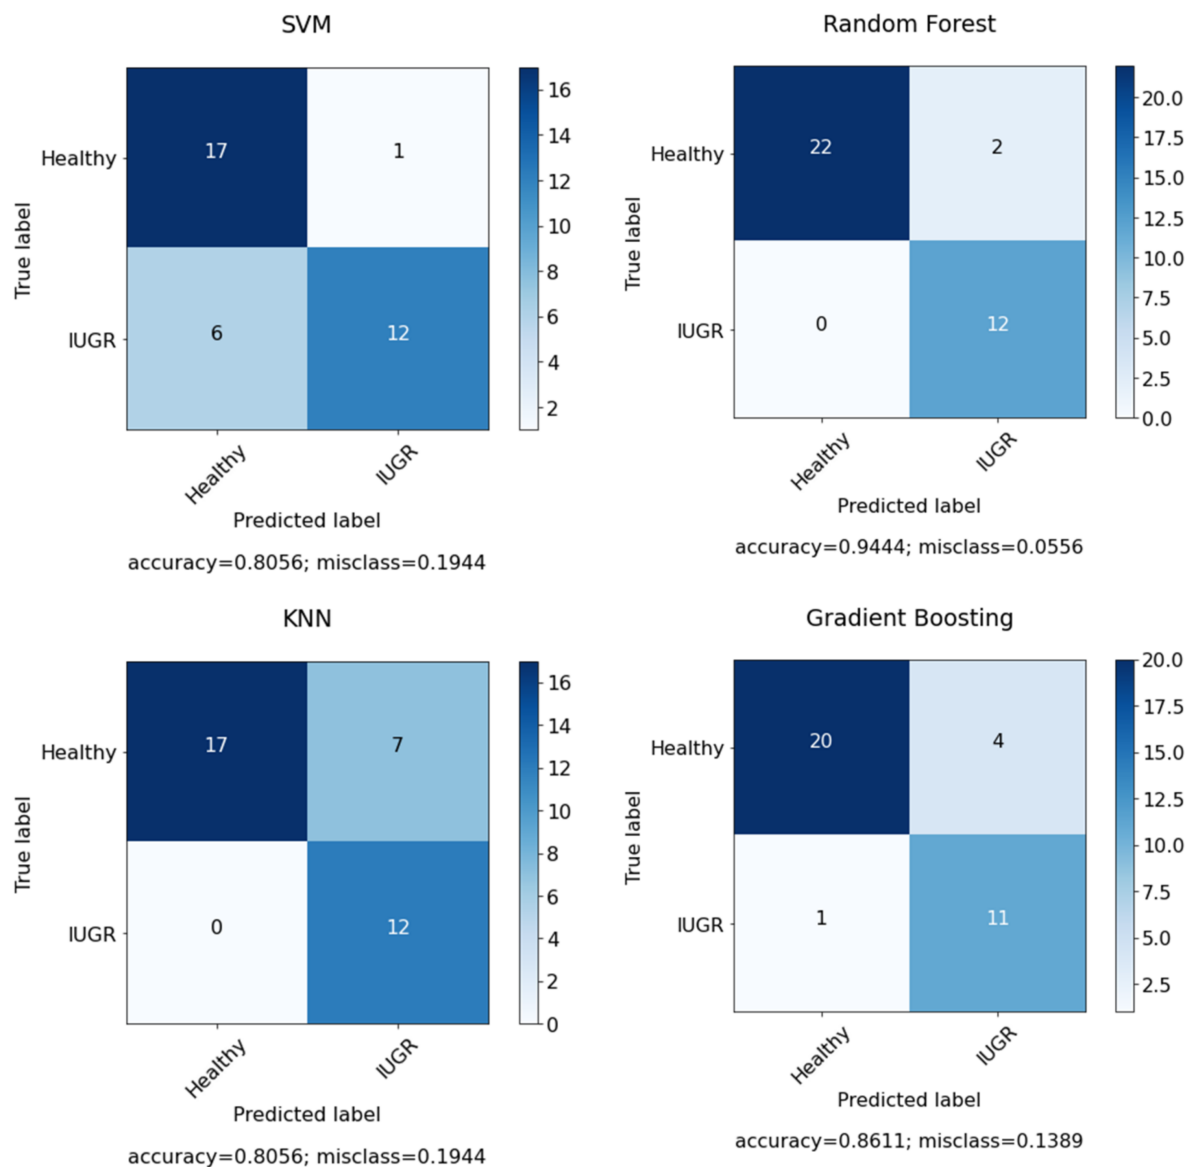 SVM
Healthy
IUGR
True label
17
1
6
12
16
14
12
10
8
6
4
2
Healthy
IUGR
Predicted label
accuracy=0.8056; misclass=0.1944
Random Forest
Healthy
IUGR
True label
22
2
0
12
20.0
17.5
15.0
12.5
10.0
7.5
5.0
2.5
0.0
Healthy
IUGR
Predicted label
accuracy=0.9444; misclass=0.0556
KNN
Healthy
IUGR
True label
17
7
0
12
16
14
12
10
8
6
4
2
0
Healthy
IUGR
Predicted label
accuracy=0.8056; misclass=0.1944
Gradient Boosting
Healthy
IUGR
True label
20
4
1
11
20.0
17.5
15.0
12.5
10.0
7.5
5.0
2.5
Healthy
IUGR
Predicted label
accuracy=0.8611; misclass=0.1389